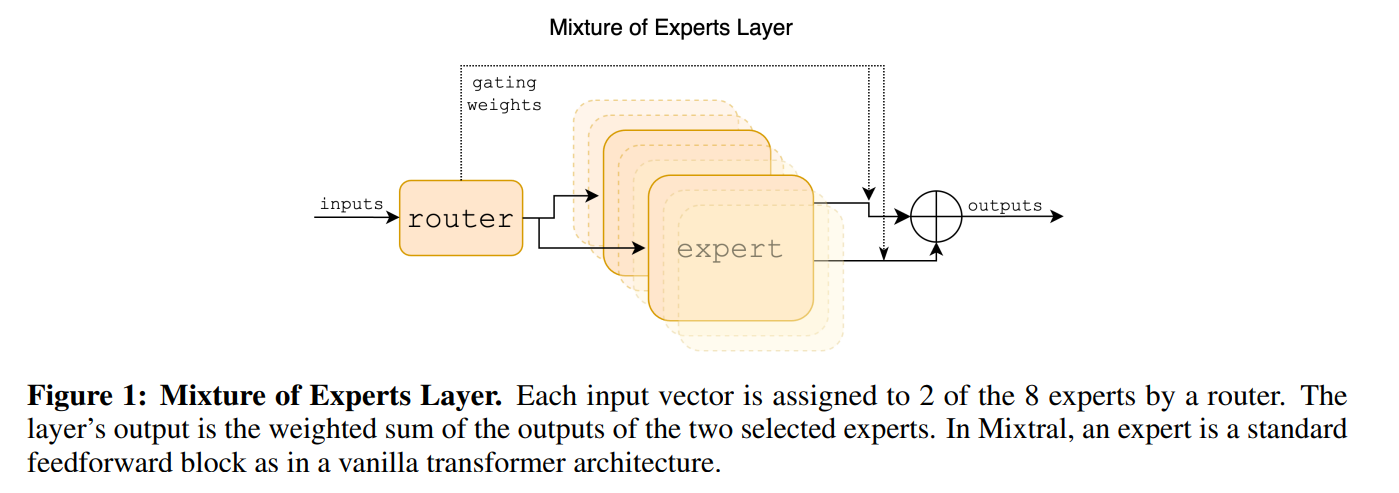 Mixture of Experts Layer
gating
weights
inputs
router
expert
outputs
Figure 1: Mixture of Experts Layer. Each input vector is assigned to 2 of the 8 experts by a router. The
layer’s output is the weighted sum of the outputs of the two selected experts. In Mixtral, an expert is a standard
feedforward block as in a vanilla transformer architecture.